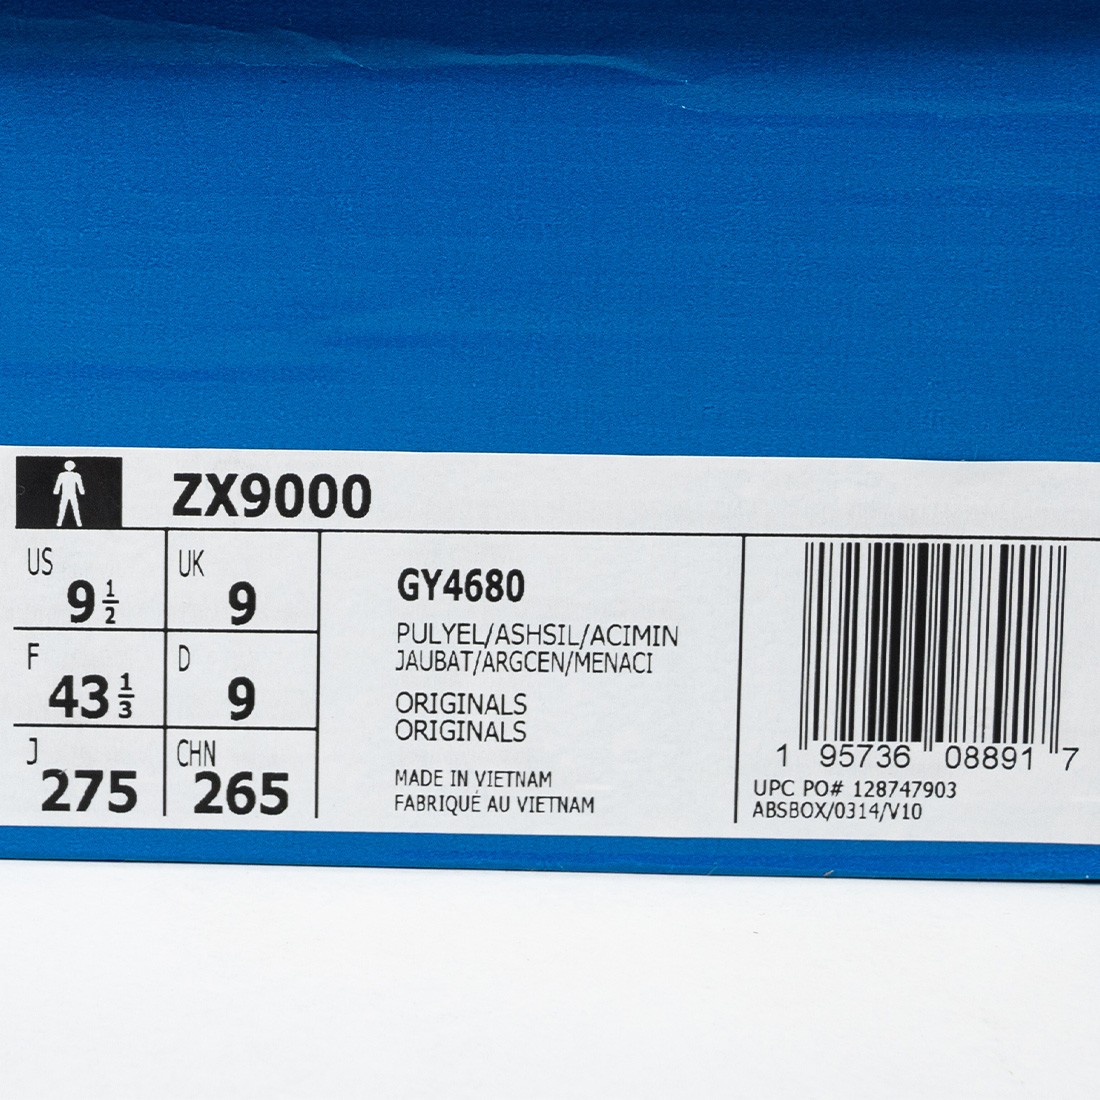 ZX9000
US
9 1/2
UK
9
F
43 1/3
D
9
J
275
CHN
265
GY4680
PULYEL/ASHSIL/ACIMIN
JAUBAT/ARGCEN/MENACI
ORIGINALS
ORIGINALS
MADE IN VIETNAM
FABRIQUÉ AU VIETNAM
1 95736 08891 7
UPC PO# 128747903
ABSBOX/0314/V10